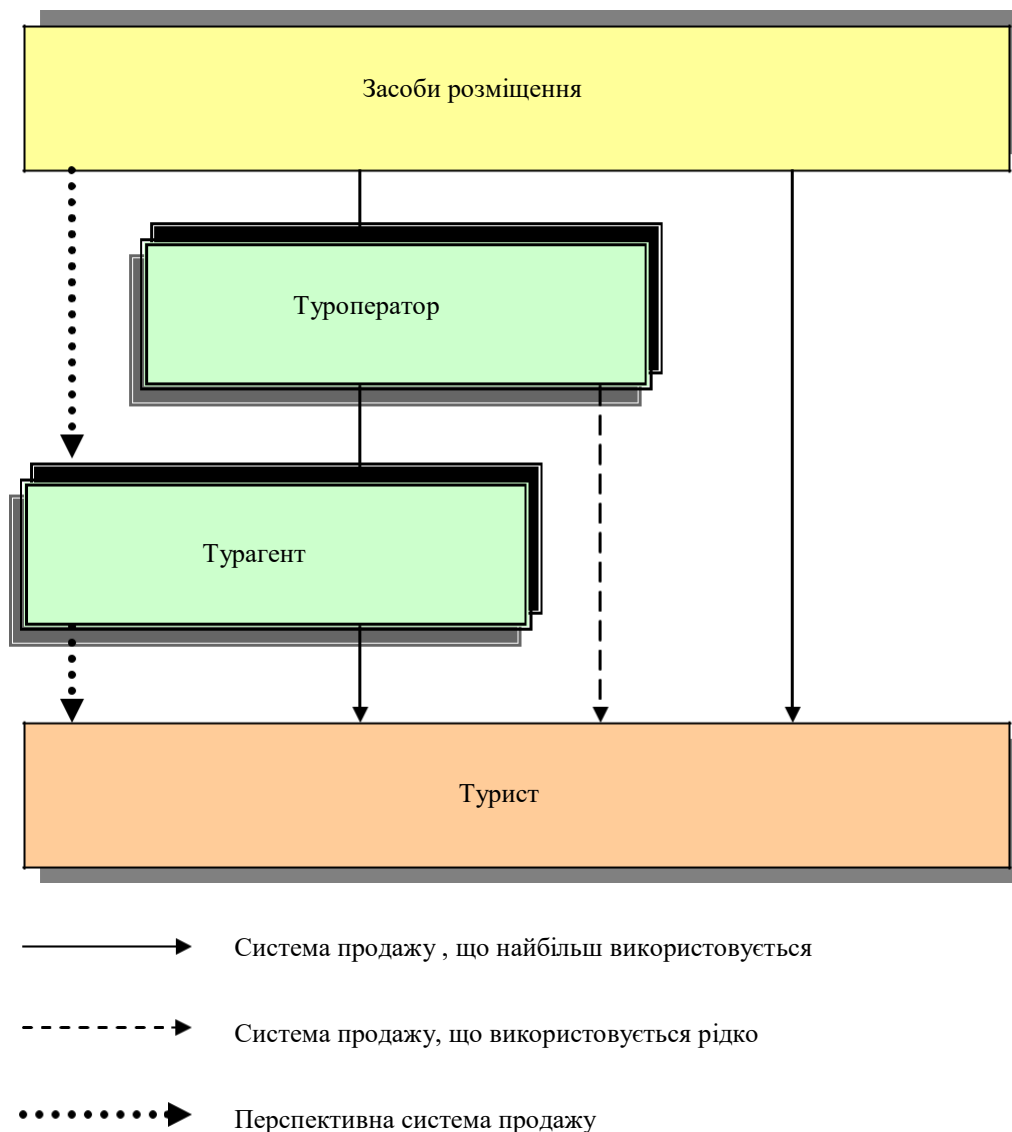 Засоби розміщення
Туроператор
Турагент
Турист
Система продажу , що найбільш використовується
Система продажу, що використовується рідко
Перспективна система продажу